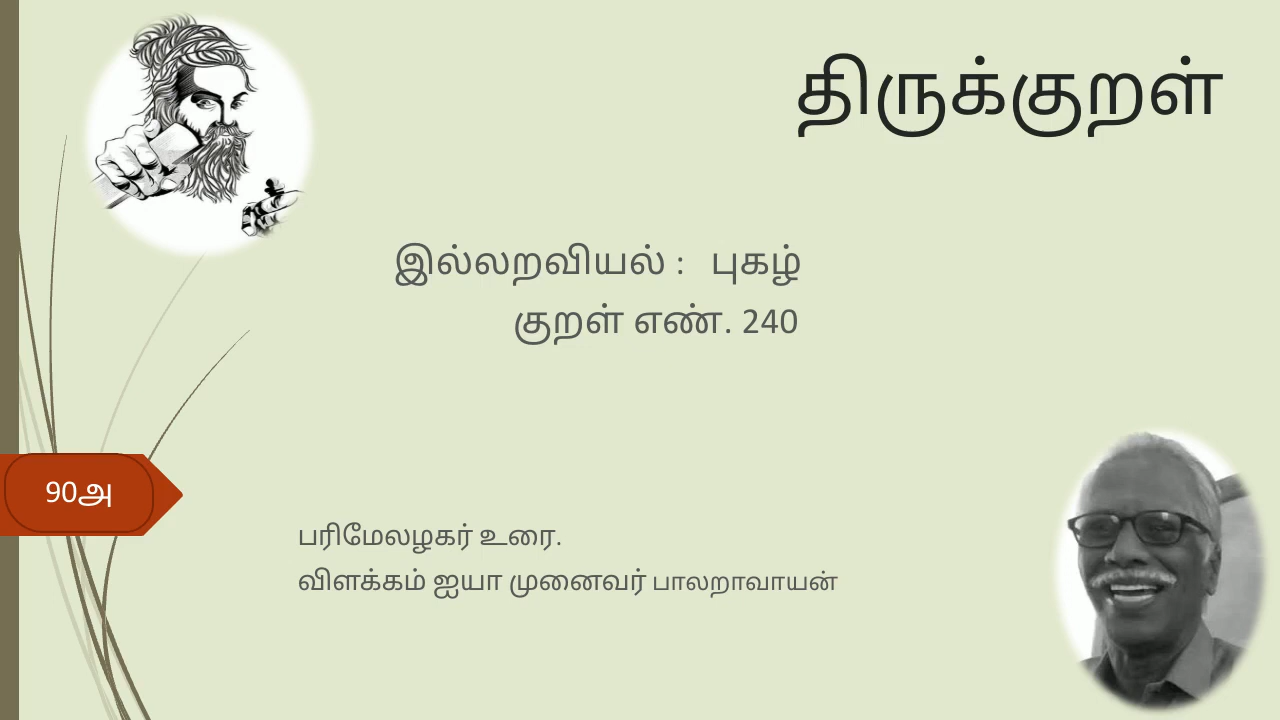 திருக்குறள்
இல்லறவியல் : புகழ்
குறள் எண். 240
90அ
பரிமேலழகர் உரை.
விளக்கம் ஐயா முனைவர் பாலறாவாயன்